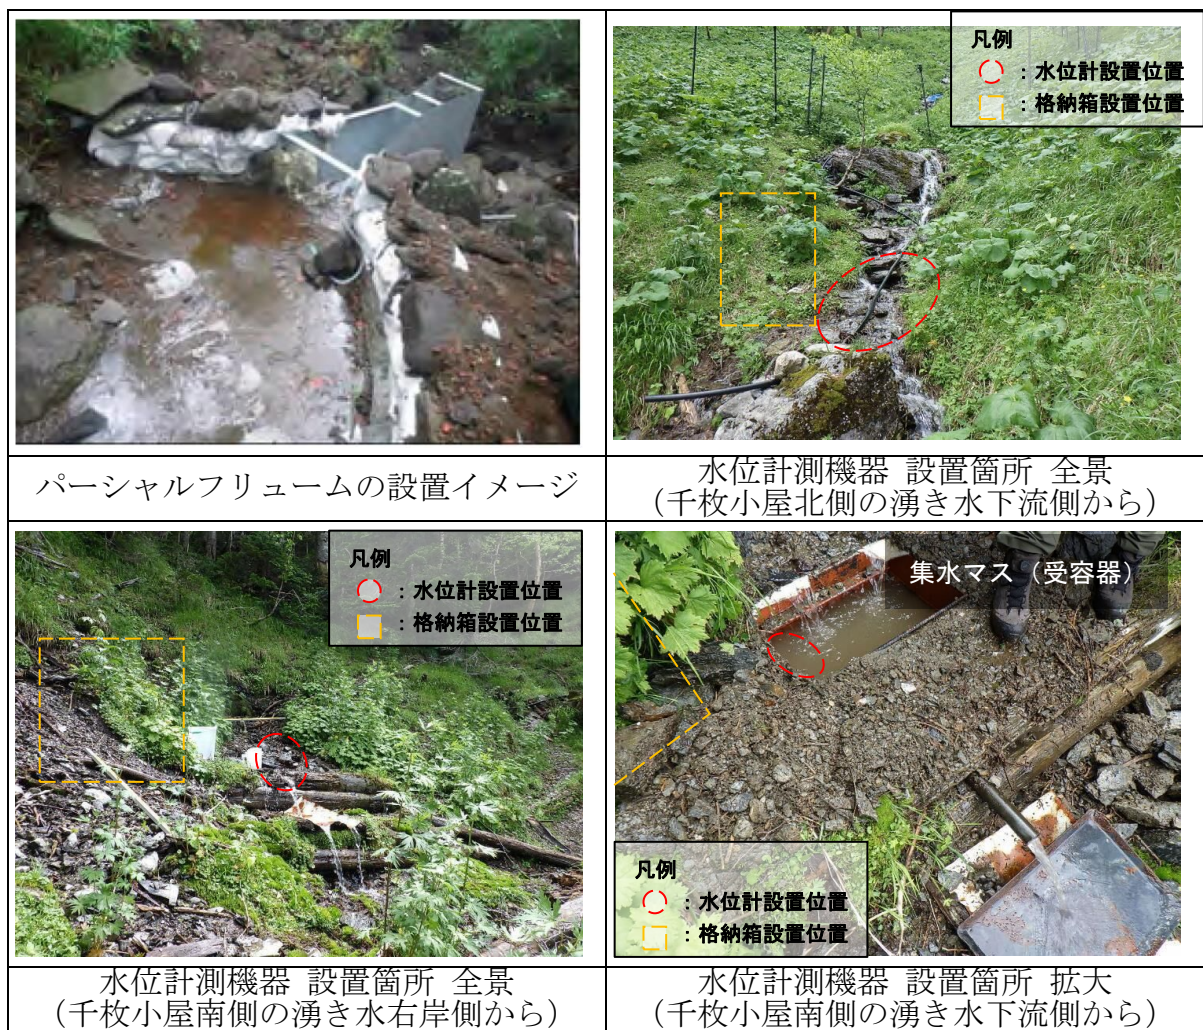 凡例
：水位計設置位置
：格納箱設置位置
パーシャルフリュームの設置イメージ
水位計測機器 設置箇所 全景
（千枚小屋北側の湧き水下流側から）
凡例
：水位計設置位置
：格納箱設置位置
集水マス（受容器）
凡例
：水位計設置位置
：格納箱設置位置
水位計測機器 設置箇所 全景
（千枚小屋南側の湧き水右岸側から）
水位計測機器 設置箇所 拡大
（千枚小屋南側の湧き水下流側から）